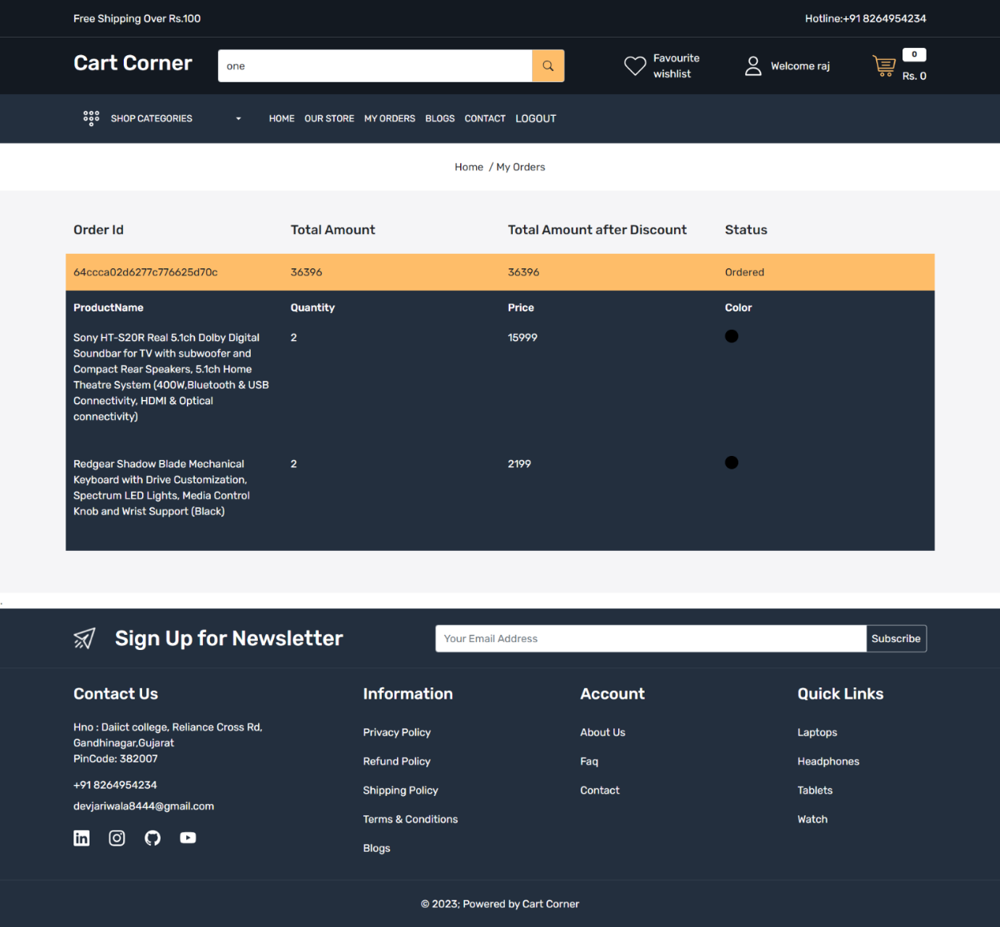 Free Shipping Over Rs.100
Hotline:+91 8264954234
Cart Corner
one
Favourite
wishlist
Welcome raj
0
Rs. 0
SHOP CATEGORIES
HOME OUR STORE MY ORDERS BLOGS CONTACT LOGOUT
Home / My Orders
Order Id Total Amount Total Amount after Discount Status
64ccca02d6277c776625d70c 36396 36396 Ordered
ProductName Quantity Price Color
Sony HT-S20R Real 5.1ch Dolby Digital 2 15999
Soundbar for TV with subwoofer and
Compact Rear Speakers, 5.1ch Home
Theatre System (400W,Bluetooth & USB
Connectivity, HDMI & Optical
connectivity)
Redgear Shadow Blade Mechanical 2 2199
Keyboard with Drive Customization,
Spectrum LED Lights, Media Control
Knob and Wrist Support (Black)
.
Sign Up for Newsletter
Your Email Address
Subscribe
Contact Us
Hno : Daiict college, Reliance Cross Rd,
Gandhinagar,Gujarat
PinCode: 382007
+91 8264954234
devjariwala8444@gmail.com
Information
Privacy Policy
Refund Policy
Shipping Policy
Terms & Conditions
Blogs
Account
About Us
Faq
Contact
Quick Links
Laptops
Headphones
Tablets
Watch
© 2023; Powered by Cart Corner